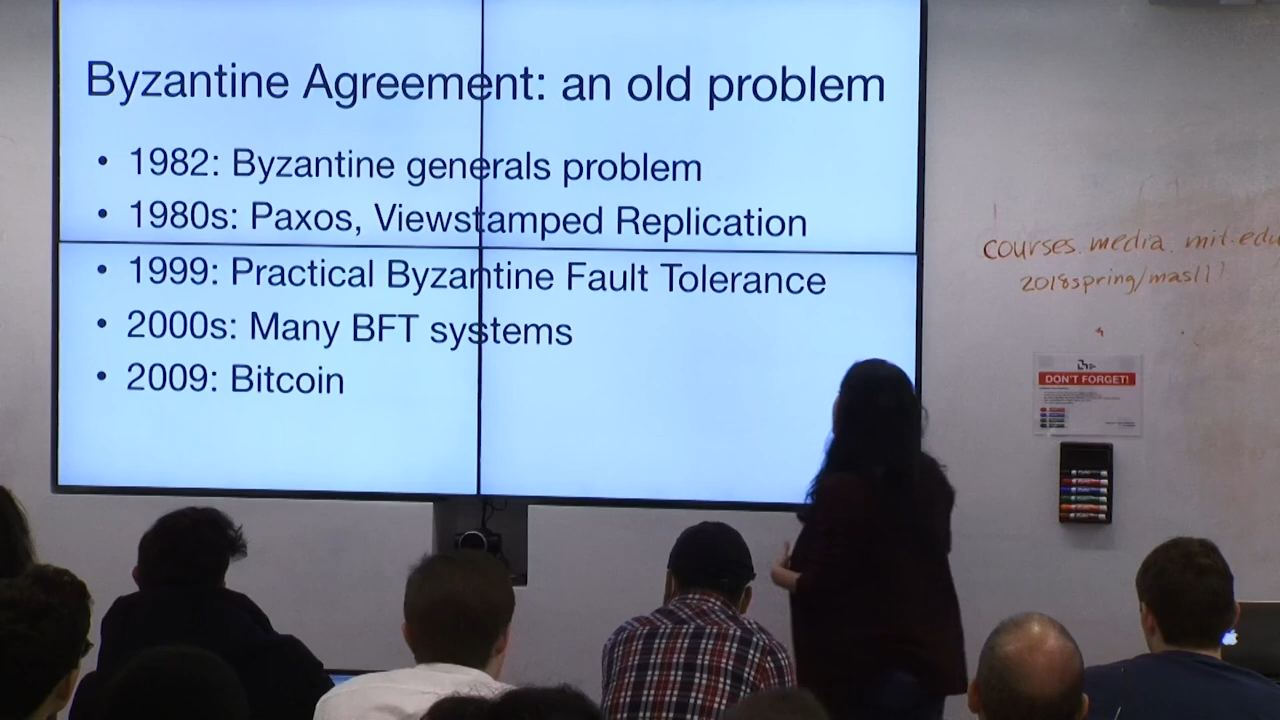 Byzantine Agreement: an old problem
• 1982: Byzantine generals problem
• 1980s: Paxos, Viewstamped Replication
• 1999: Practical Byzantine Fault Tolerance
• 2000s: Many BFT systems
• 2009: Bitcoin
courses.media.mit.edu
2018spring/mas117
DON'T FORGET!